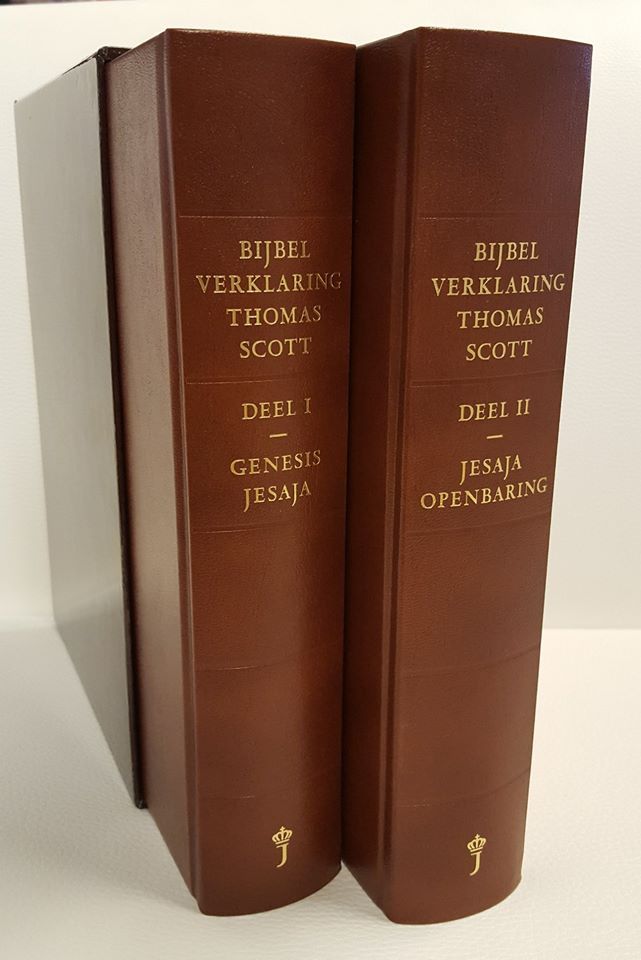 BIJBEL
VERKLARING
THOMAS
SCOTT
DEEL I
GENESIS
JESAJA
J
BIJBEL
VERKLARING
THOMAS
SCOTT
DEEL II
JESAJA
OPENBARING
J